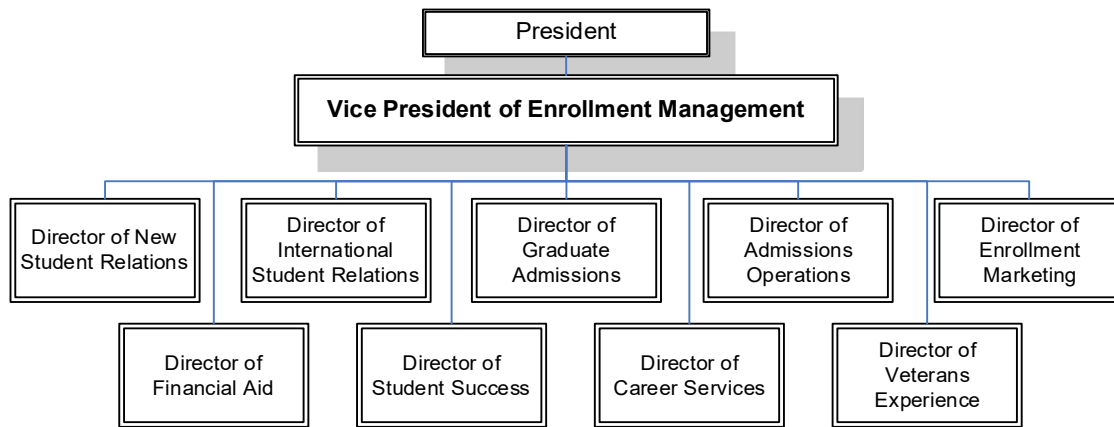 President
Vice President of Enrollment Management
Director of New
Student Relations
Director of
International
Student Relations
Director of
Graduate
Admissions
Director of
Admissions
Operations
Director of
Enrollment
Marketing
Director of
Financial Aid
Director of
Student Success
Director of
Career Services
Director of
Veterans
Experience